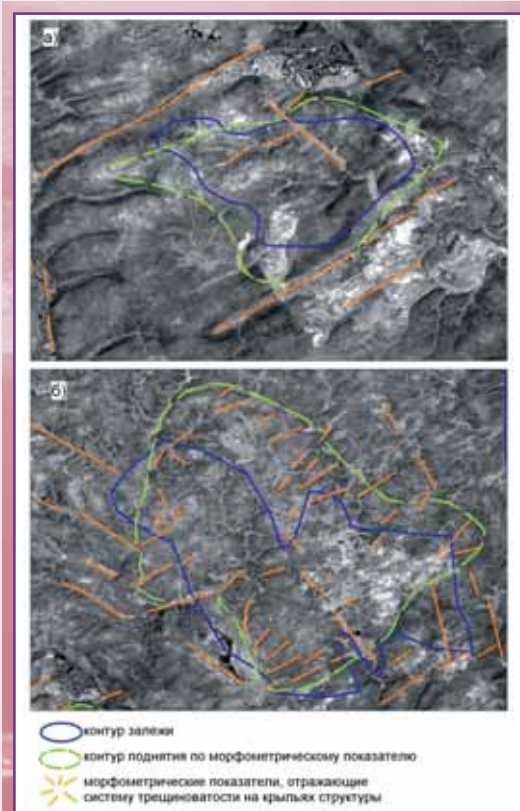 а)
б)
контур залежи
контур поднятия по морфометрическому показателю
морфометрические показатели, отражающие
систему трещиноватости на крыльях структуры